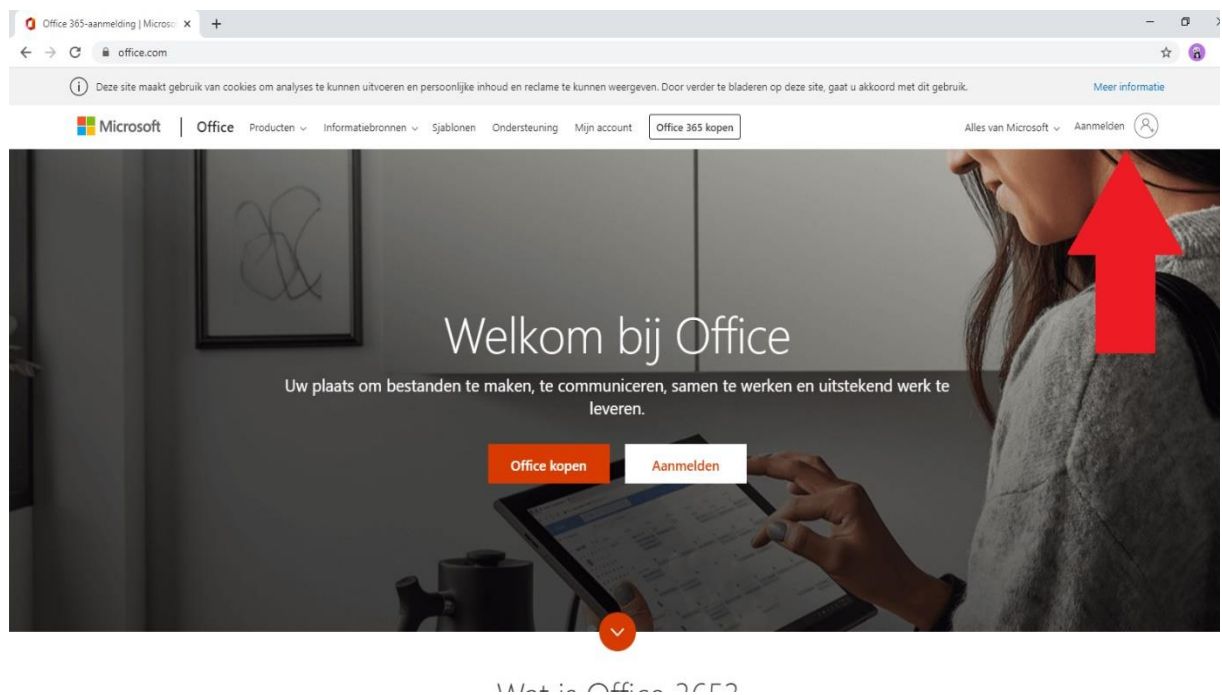 Office 365-aanmelding | Microso
office.com
Deze site maakt gebruik van cookies om analyses te kunnen uitvoeren en persoonlijke inhoud en reclame te kunnen weergeven. Door verder te bladeren op deze site, gaat u akkoord met dit gebruik. Meer informatie
Microsoft | Office Producten Informatiebronnen Sjablonen Ondersteuning Mijn account Office 365 kopen Alles van Microsoft Aanmelden
Welkom bij Office
Uw plaats om bestanden te maken, te communiceren, samen te werken en uitstekend werk te
leveren.
Office kopen Aanmelden
Wat is Office 365?